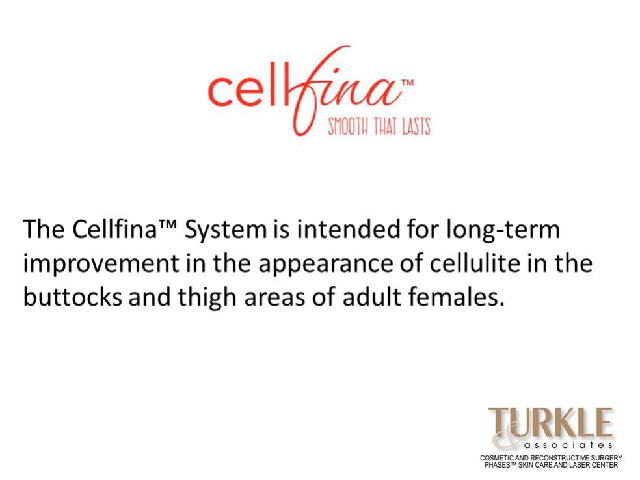 cellfina™
SMOOTH THAT LASTS
The Cellfina™ System is intended for long-term
improvement in the appearance of cellulite in the
buttocks and thigh areas of adult females.
TURKLE
& associates
COSMETIC AND RECONSTRUCTIVE SURGERY
PHASES™ SKIN CARE AND LASER CENTER